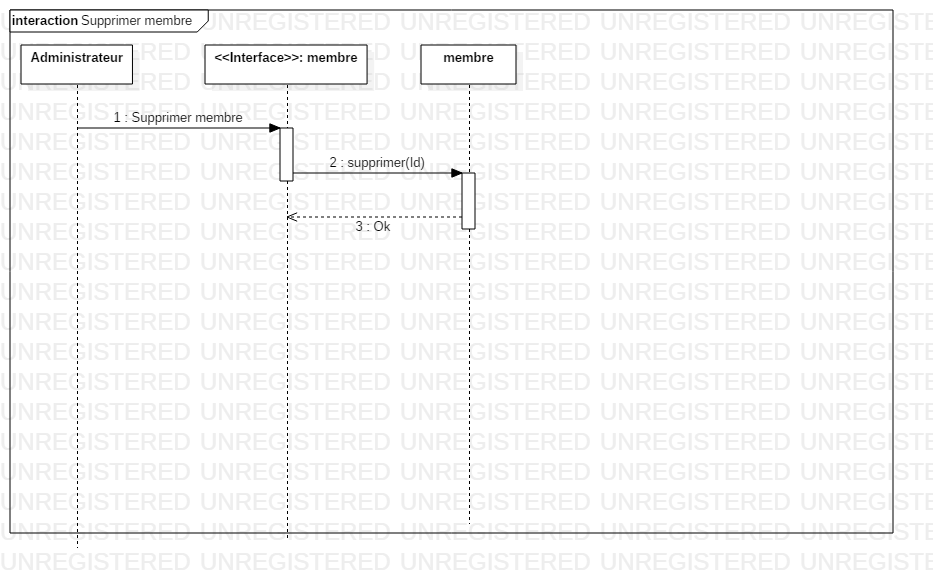 interaction Supprimer membre
Administrateur
<<Interface>>: membre
membre
1 : Supprimer membre
2 : supprimer(Id)
3 : Ok
UNREGISTERED UNREGISTERED UNREGISTERED UNREGISTERED UNREGISTERED